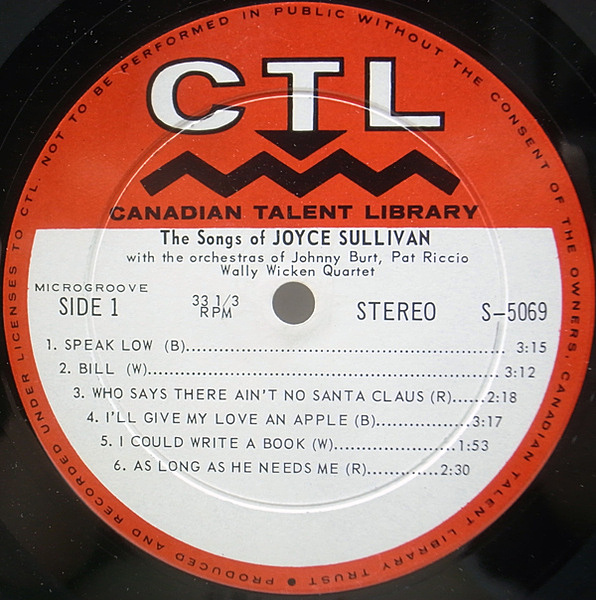 NOT TO BE PERFORMED IN PUBLIC WITHOUT THE CONSENT OF THE OWNERS, CANADIAN TALENT LIBRARY TRUST. ● PRODUCED AND RECORDED UNDER LICENSES TO CTL.
CTL
CANADIAN TALENT LIBRARY
The Songs of JOYCE SULLIVAN
with the orchestras of Johnny Burt, Pat Riccio
Wally Wicken Quartet
MICROGROOVE
SIDE 1 33 1/3 RPM STEREO S-5069
1. SPEAK LOW (B)..........3:15
2. BILL (W)..........3:12
3. WHO SAYS THERE AIN'T NO SANTA CLAUS (R)......2:18
4. I'LL GIVE MY LOVE AN APPLE (B)..........3:17
5. I COULD WRITE A BOOK (W)..........1:53
6. AS LONG AS HE NEEDS ME (R)..........2:30